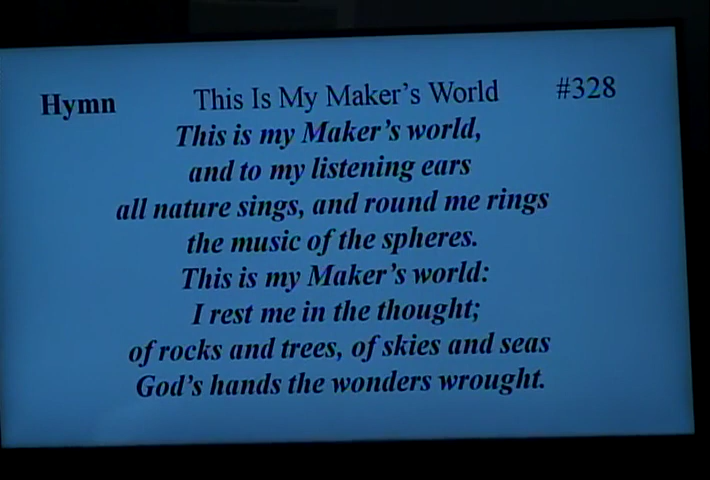 Hymn This Is My Maker's World #328
This is my Maker's world,
and to my listening ears
all nature sings, and round me rings
the music of the spheres.
This is my Maker's world:
I rest me in the thought;
of rocks and trees, of skies and seas
God's hands the wonders wrought.